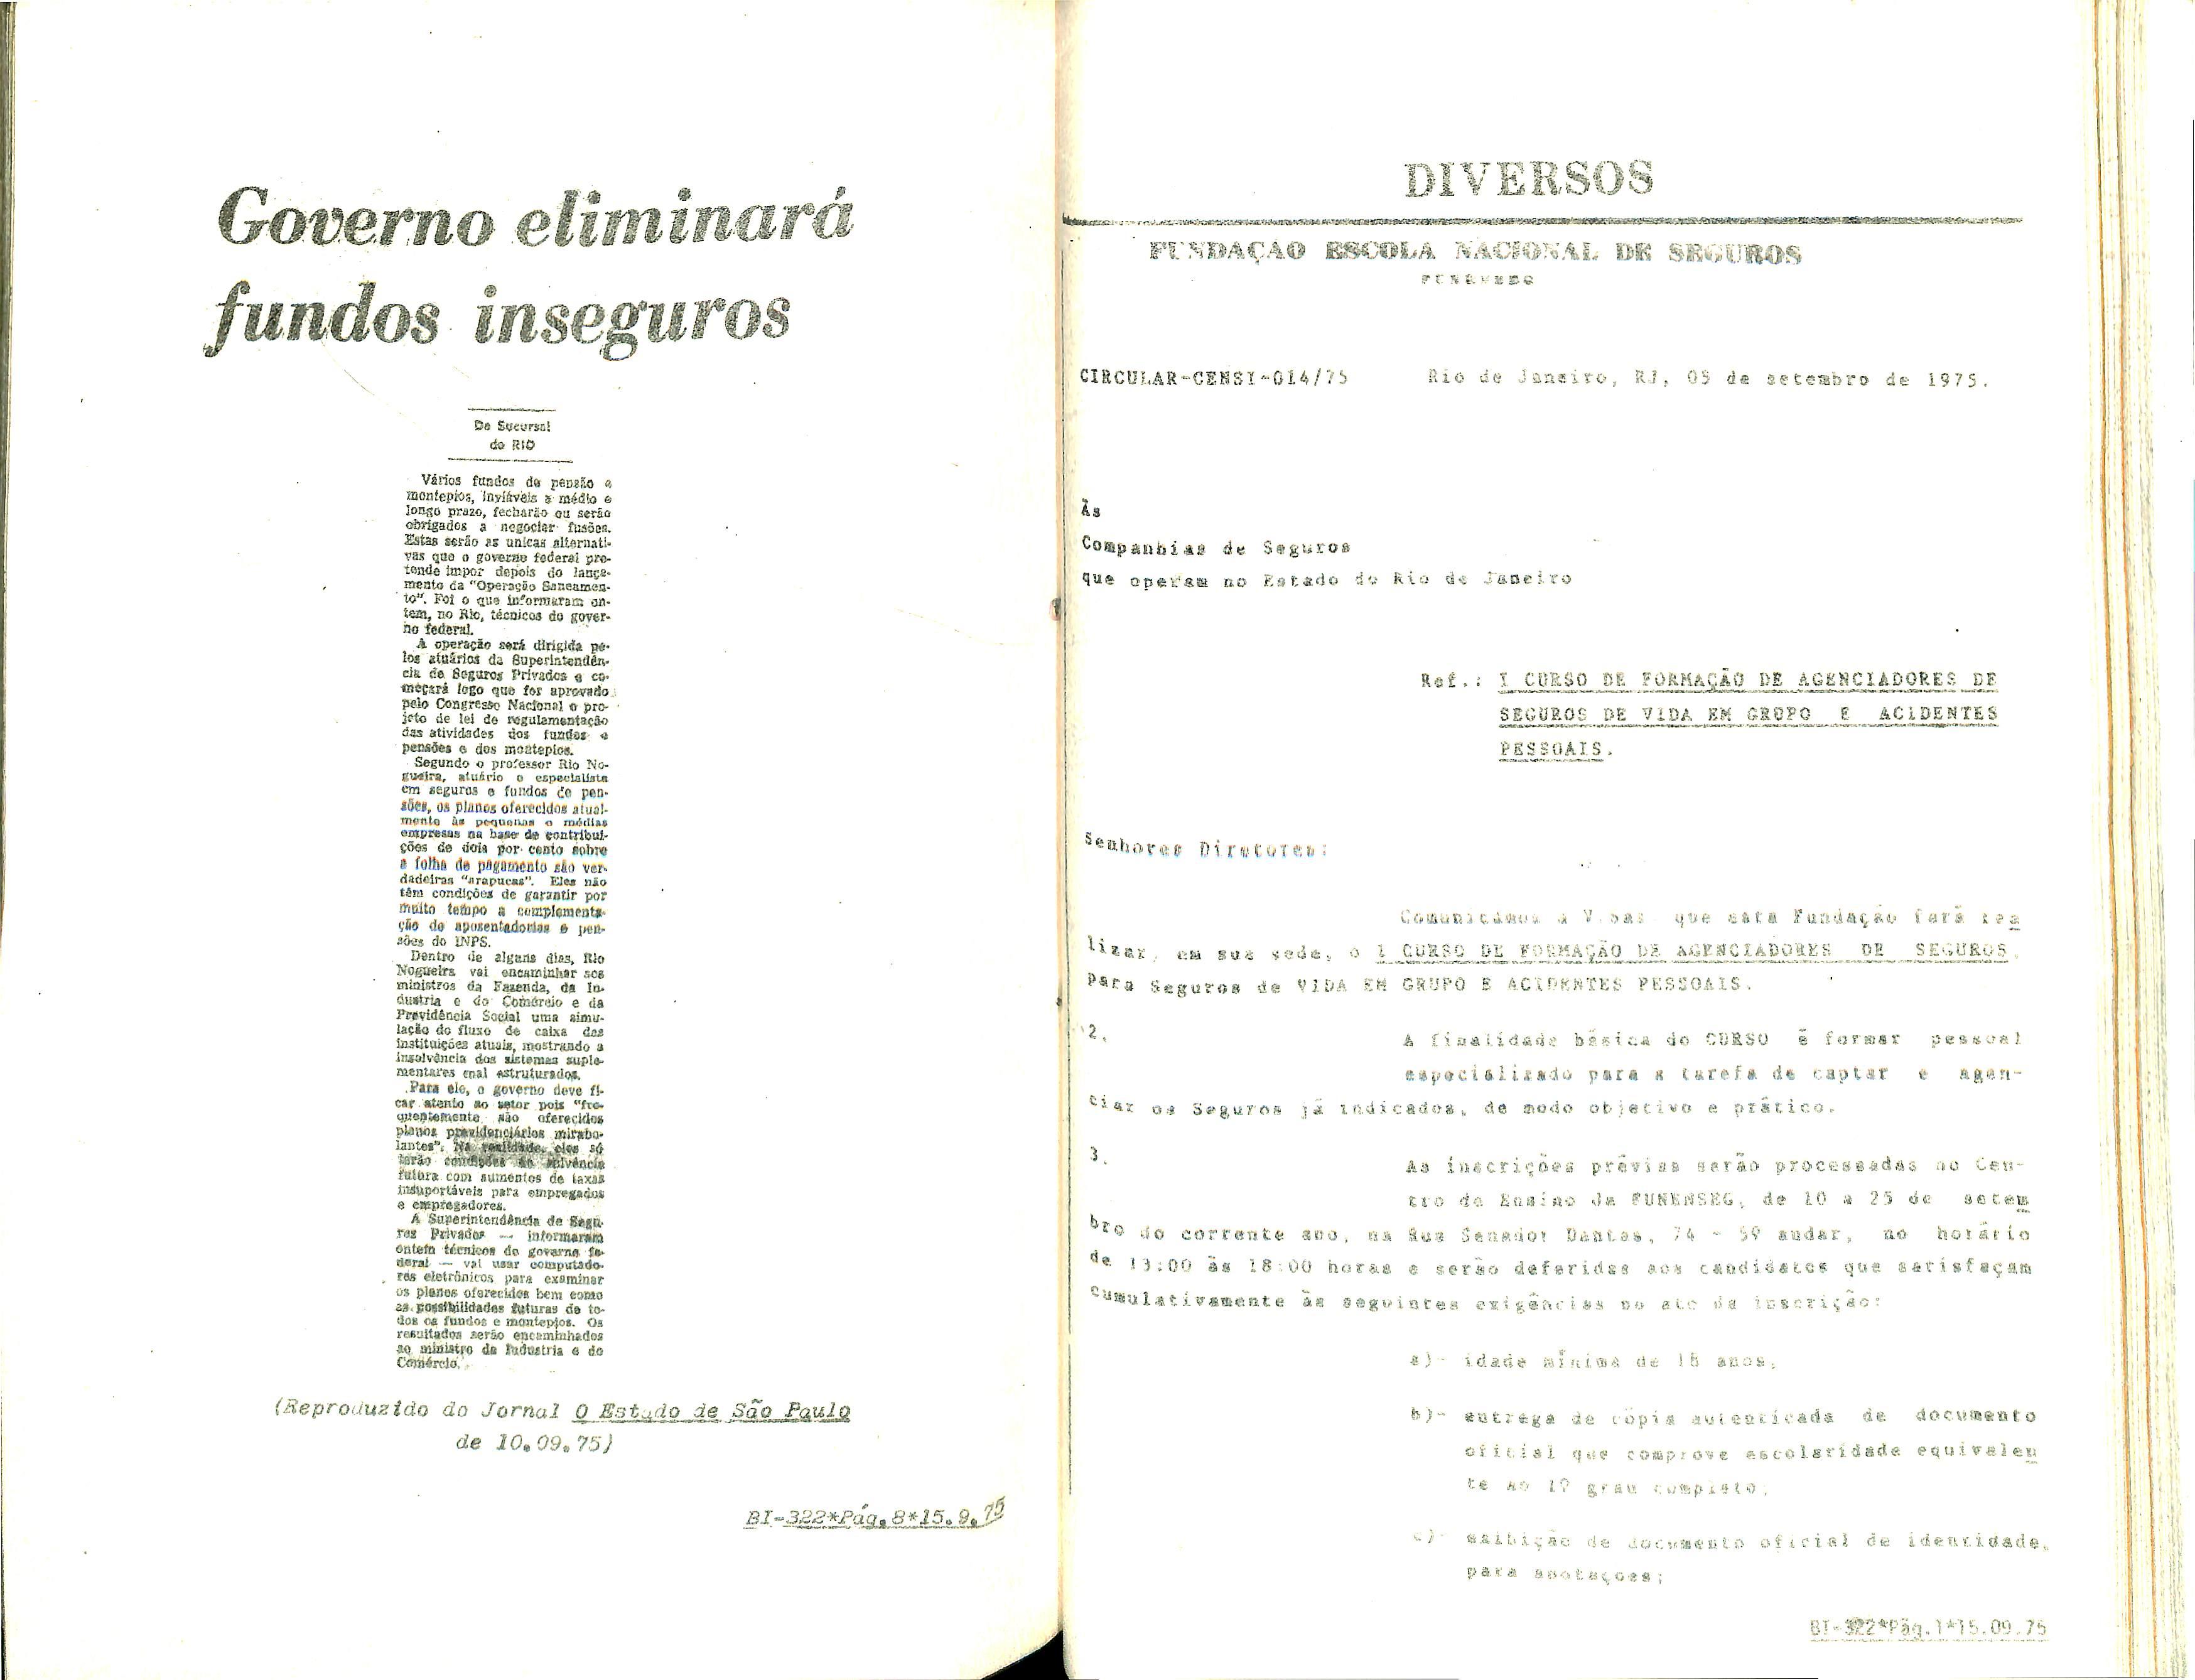 Governo eliminará
fundos inseguros
Da Sucursal
do RIO
Vários fundos de pensão e
montepios, inviáveis a médio e
longo prazo, fecharão ou serão
obrigados a negociar fusões.
Estas serão as unicas alternati-
vas que o governo federal pre-
tende impor depois do lança-
mento da "Operação Saneamen-
to". Foi o que informaram on-
tem, no Rio, técnicos do gover-
no federal.
A operação será dirigida pe-
los atuários da Superintendên-
cia de Seguros Privados e co-
meçará logo que for aprovado
pelo Congresso Nacional o pro-
jeto de lei de regulamentação
das atividades dos fundos e
pensões e dos montepios.
Segundo o professor Rio No-
gueira, atuário e especialista
em seguros e fundos de pen-
sões, os planos oferecidos atual-
mente às pequenas e médias
empresas na base de contribui-
ções de dois por cento sobre
a folha de pagamento são ver-
dadeiras "arapucas". Eles não
têm condições de garantir por
muito tempo a complementa-
ção de aposentadorias e pen-
sões do INPS.
Dentro de alguns dias, Rio
Nogueira vai encaminhar aos
ministros da Fazenda, da In-
dustria e do Comércio e da
Previdência Social uma simu-
lação do fluxo de caixa das
instituições atuais, mostrando a
insolvência dos sistemas suple-
mentares mal estruturados.
Para ele, o governo deve fi-
car atento ao setor pois "fre-
quentemente são oferecidos
planos previdenciários mirabo-
lantes". Na realidade, eles só
terão condições de solvência
futura com aumentos de taxas
insuportáveis para empregados
e empregadores.
A Superintendência de Segu-
ros Privados — informaram
ontem técnicos do governo fe-
deral — vai usar computado-
res eletrônicos para examinar
os planos oferecidos bem como
as possibilidades futuras de to-
dos os fundos e montepios. Os
resultados serão encaminhados
ao ministro da Industria e do
Comércio.
(Reproduzido do Jornal O Estado de São Paulo
de 10.09.75)
BI-322*Pág.8*15.9.75
DIVERSOS
FUNDAÇÃO ESCOLA NACIONAL DE SEGUROS
FUNENSEG
CIRCULAR-CENSI-014/75 Rio de Janeiro, RJ, 05 de setembro de 1975.
Às
Companhias de Seguros
que operam no Estado do Rio de Janeiro
Ref.: I CURSO DE FORMAÇÃO DE AGENCIADORES DE
SEGUROS DE VIDA EM GRUPO E ACIDENTES
PESSOAIS.
Senhores Diretores:
Comunicamos a V.Sas. que esta Fundação fará rea
lizar, em sua sede, o I CURSO DE FORMAÇÃO DE AGENCIADORES DE SEGUROS,
para Seguros de VIDA EM GRUPO E ACIDENTES PESSOAIS.
2. A finalidade básica do CURSO é formar pessoal
especializado para a tarefa de captar e agen-
ciar os Seguros já indicados, de modo objetivo e prático.
3. As inscrições prévias serão processadas no Cen-
tro de Ensino da FUNENSEG, de 10 a 25 de setem
bro do corrente ano, na Rua Senador Dantas, 74 - 5º andar, no horário
de 13:00 às 18:00 horas e serão deferidas aos candidatos que satisfaçam
cumulativamente às seguintes exigências no ato da inscrição:
a)- idade mínima de 18 anos;
b)- entrega de cópia autenticada de documento
oficial que comprove escolaridade equivalen
te ao 1º grau completo;
c)- exibição de documento oficial de identidade,
para anotações;
BI-322*Pág.1*15.09.75